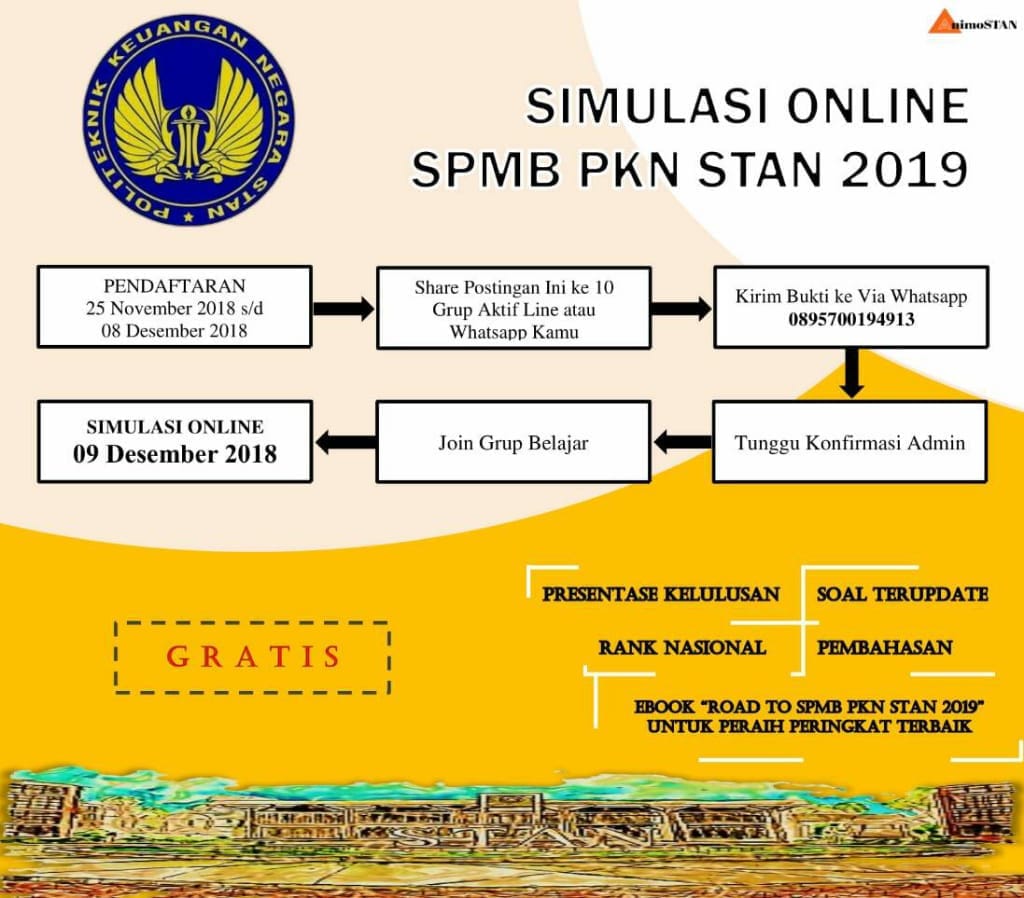 POLITEKNIK KEUANGAN NEGARA STAN
AnimoSTAN
SIMULASI ONLINE
SPMB PKN STAN 2019
PENDAFTARAN
25 November 2018 s/d
08 Desember 2018
Share Postingan Ini ke 10
Grup Aktif Line atau
Whatsapp Kamu
Kirim Bukti ke Via Whatsapp
0895700194913
Tunggu Konfirmasi Admin
Join Grup Belajar
SIMULASI ONLINE
09 Desember 2018
GRATIS
PRESENTASE KELULUSAN
SOAL TERUPDATE
RANK NASIONAL
PEMBAHASAN
EBOOK “ROAD TO SPMB PKN STAN 2019”
UNTUK PERAIH PERINGKAT TERBAIK
STAN